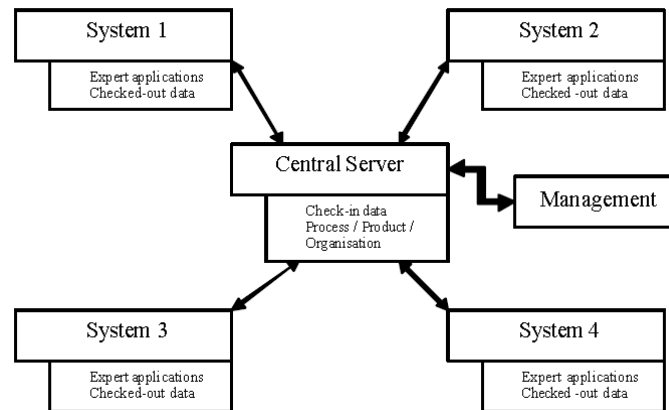 System 1
Expert applications
Checked-out data
System 2
Expert applications
Checked -out data
Central Server
Check-in data
Process / Product /
Organisation
Management
System 3
Expert applications
Checked-out data
System 4
Expert applications
Checked -out data